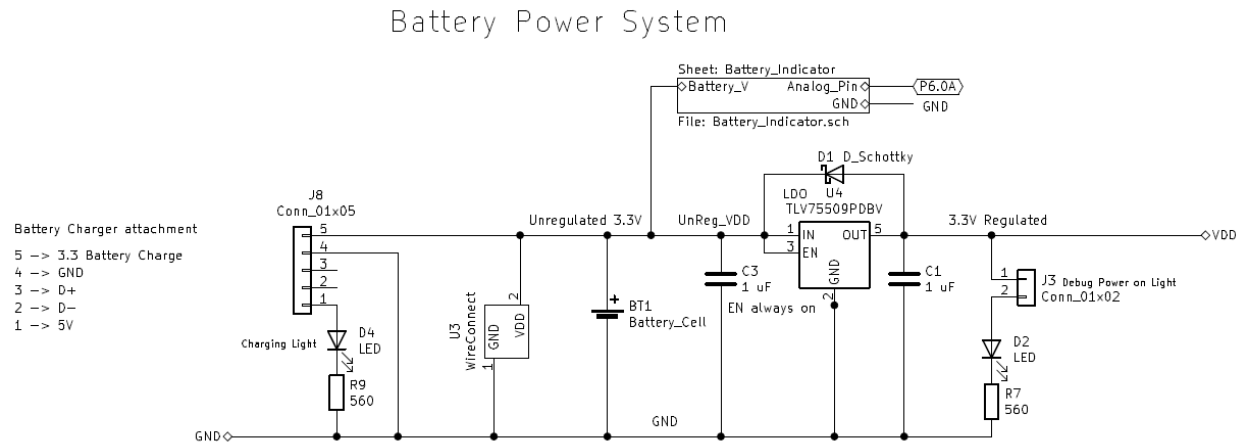 Battery Power System
Sheet: Battery_Indicator
Battery_V
Analog_Pin
P6.0A
GND
GND
File: Battery_Indicator.sch
D1 D_Schottky
J8
Conn_01x05
LDO
U4
TLV75509PDBV
Battery Charger attachment
5 -> 3.3 Battery Charge
4 -> GND
3 -> D+
2 -> D-
1 -> 5V
5
4
3
2
1
Unregulated 3.3V
UnReg_VDD
1
IN
3
EN
OUT
5
GND
2
3.3V Regulated
VDD
C3
1 uF
EN always on
C1
1 uF
1
2
J3 Debug Power on Light
Conn_01x02
U3
WireConnect
2
VDD
GND
1
BT1
Battery_Cell
Charging Light
D4
LED
R9
560
D2
LED
R7
560
GND
GND